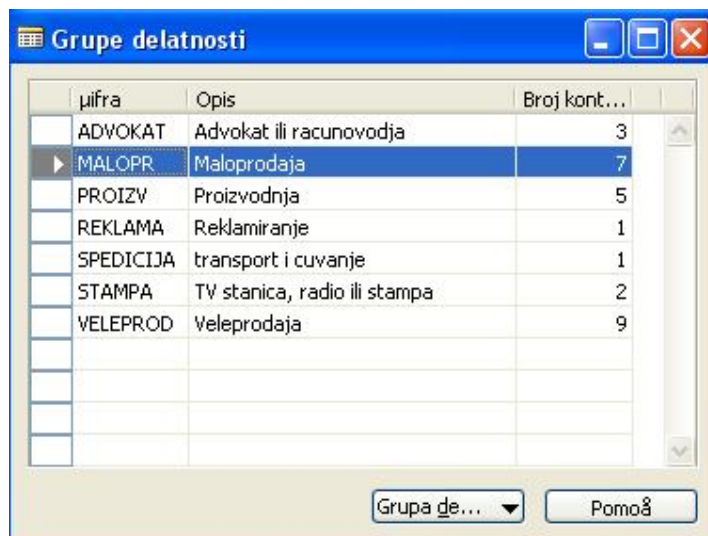 Grupe delatnosti
µifra Opis Broj kont...
ADVOKAT Advokat ili racunovodja 3
MALOPR Maloprodaja 7
PROIZV Proizvodnja 5
REKLAMA Reklamiranje 1
SPEDICIJA transport i cuvanje 1
STAMPA TV stanica, radio ili stampa 2
VELEPROD Veleprodaja 9
Grupa de... Pomoå